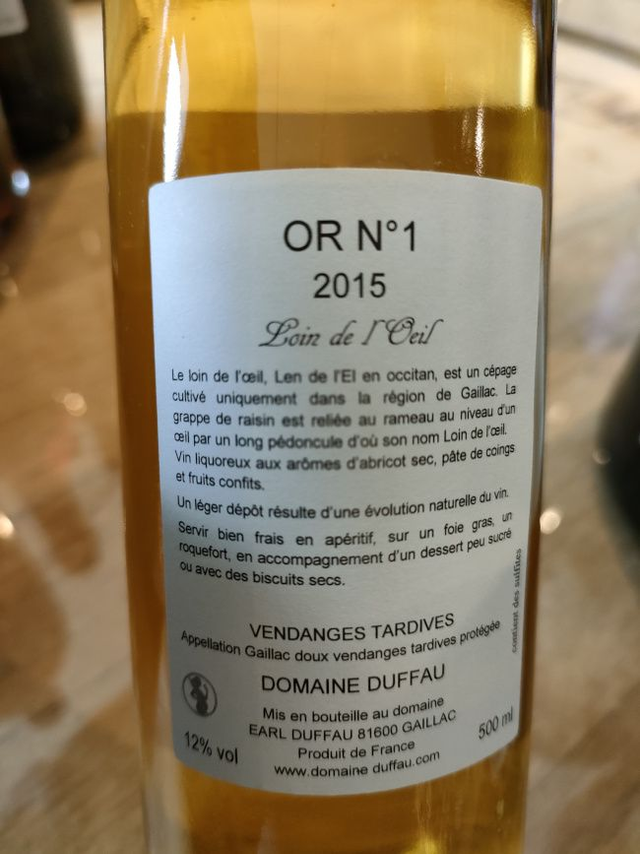 OR N°1
2015
Loin de l'Oeil
Le loin de l'œil, Len de l'El en occitan, est un cépage
cultivé uniquement dans la région de Gaillac. La
grappe de raisin est reliée au rameau au niveau d'un
œil par un long pédoncule d'où son nom Loin de l'œil.
Vin liquoreux aux arômes d'abricot sec, pâte de coings
et fruits confits.
Un léger dépôt résulte d'une évolution naturelle du vin.
Servir bien frais en apéritif, sur un foie gras, un
roquefort, en accompagnement d'un dessert peu sucré
ou avec des biscuits secs.
contient des sulfites
VENDANGES TARDIVES
Appellation Gaillac doux vendanges tardives protégée
DOMAINE DUFFAU
Mis en bouteille au domaine
EARL DUFFAU 81600 GAILLAC
Produit de France
www.domaine duffau.com
12% vol
500 ml